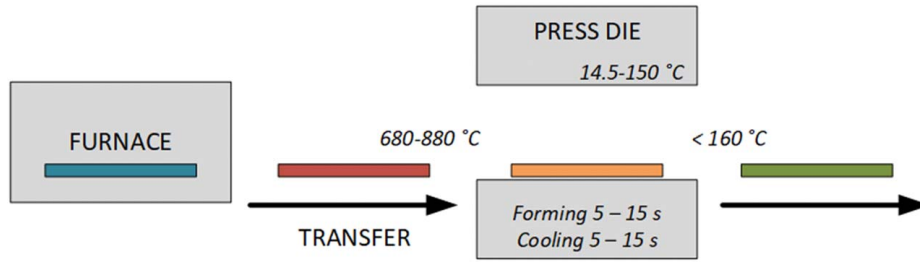 PRESS DIE
14.5-150 ˚C
FURNACE
680-880 ˚C
< 160 ˚C
TRANSFER
Forming 5 – 15 s
Cooling 5 – 15 s